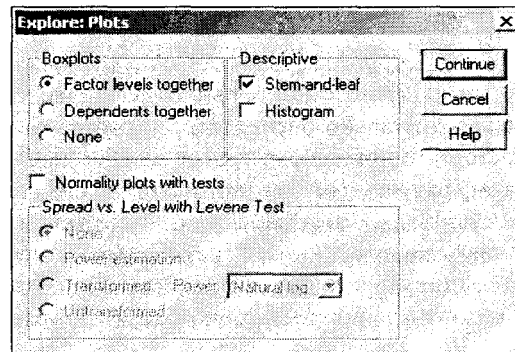 Explore: Plots
Boxplots
Factor levels together
Dependents together
None
Descriptive
Stem-and-leaf
Histogram
Continue
Cancel
Help
Normality plots with tests
Spread vs. Level with Levene Test
None
Power estimation
Transformed Power Natural log
Untransformed